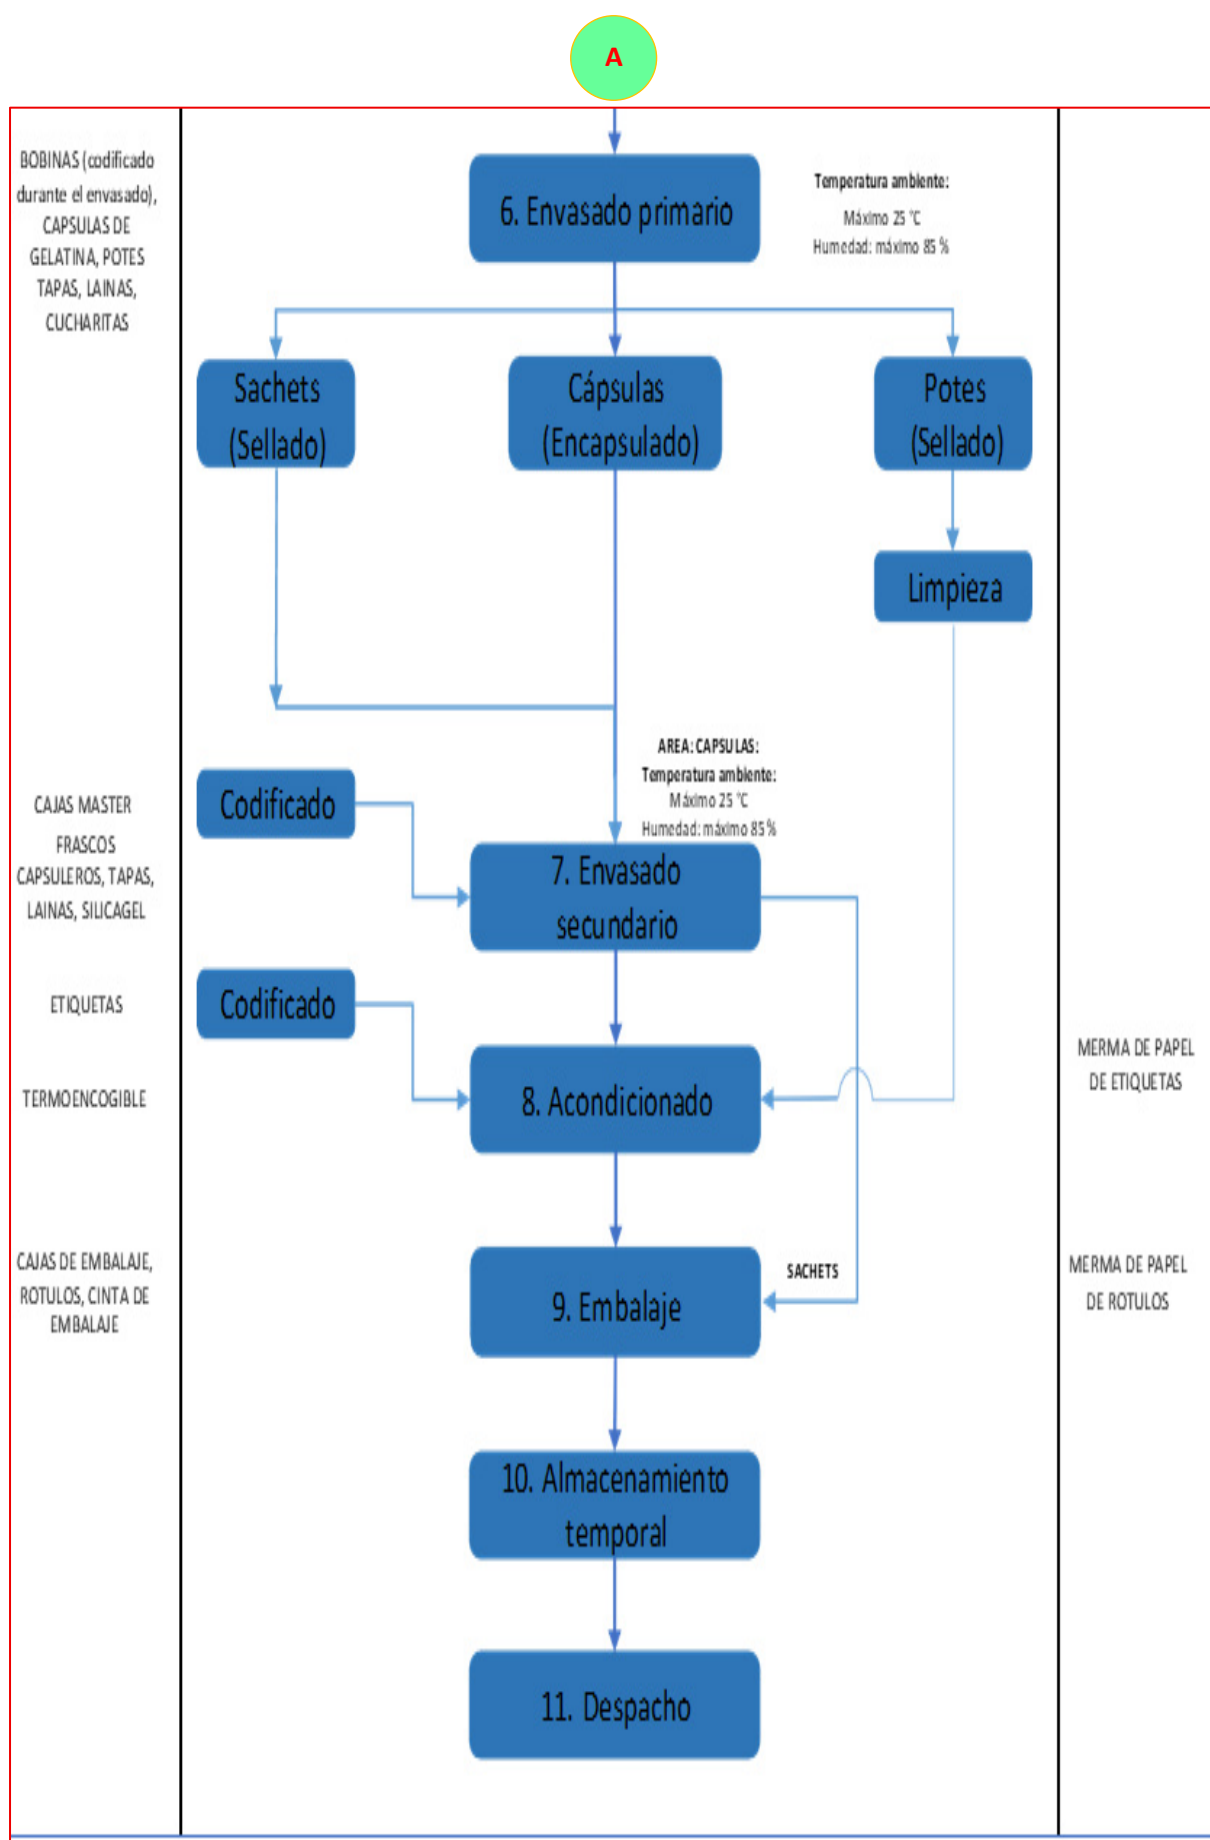 A
BOBINAS (codificado
durante el envasado),
CAPSULAS DE
GELATINA, POTES
TAPAS, LAINAS,
CUCHARITAS
6. Envasado primario
Temperatura ambiente:
Máximo 25 °C
Humedad: máximo 85 %
Sachets
(Sellado)
Cápsulas
(Encapsulado)
Potes
(Sellado)
Limpieza
AREA: CAPSULAS:
Temperatura ambiente:
Máximo 25 °C
Humedad: máximo 85 %
CAJAS MASTER
FRASCOS
CAPSULEROS, TAPAS,
LAINAS, SILICAGEL
Codificado
7. Envasado
secundario
ETIQUETAS
Codificado
TERMOENCOGIBLE
8. Acondicionado
MERMA DE PAPEL
DE ETIQUETAS
CAJAS DE EMBALAJE,
ROTULOS, CINTA DE
EMBALAJE
9. Embalaje
SACHETS
MERMA DE PAPEL
DE ROTULOS
10. Almacenamiento
temporal
11. Despacho